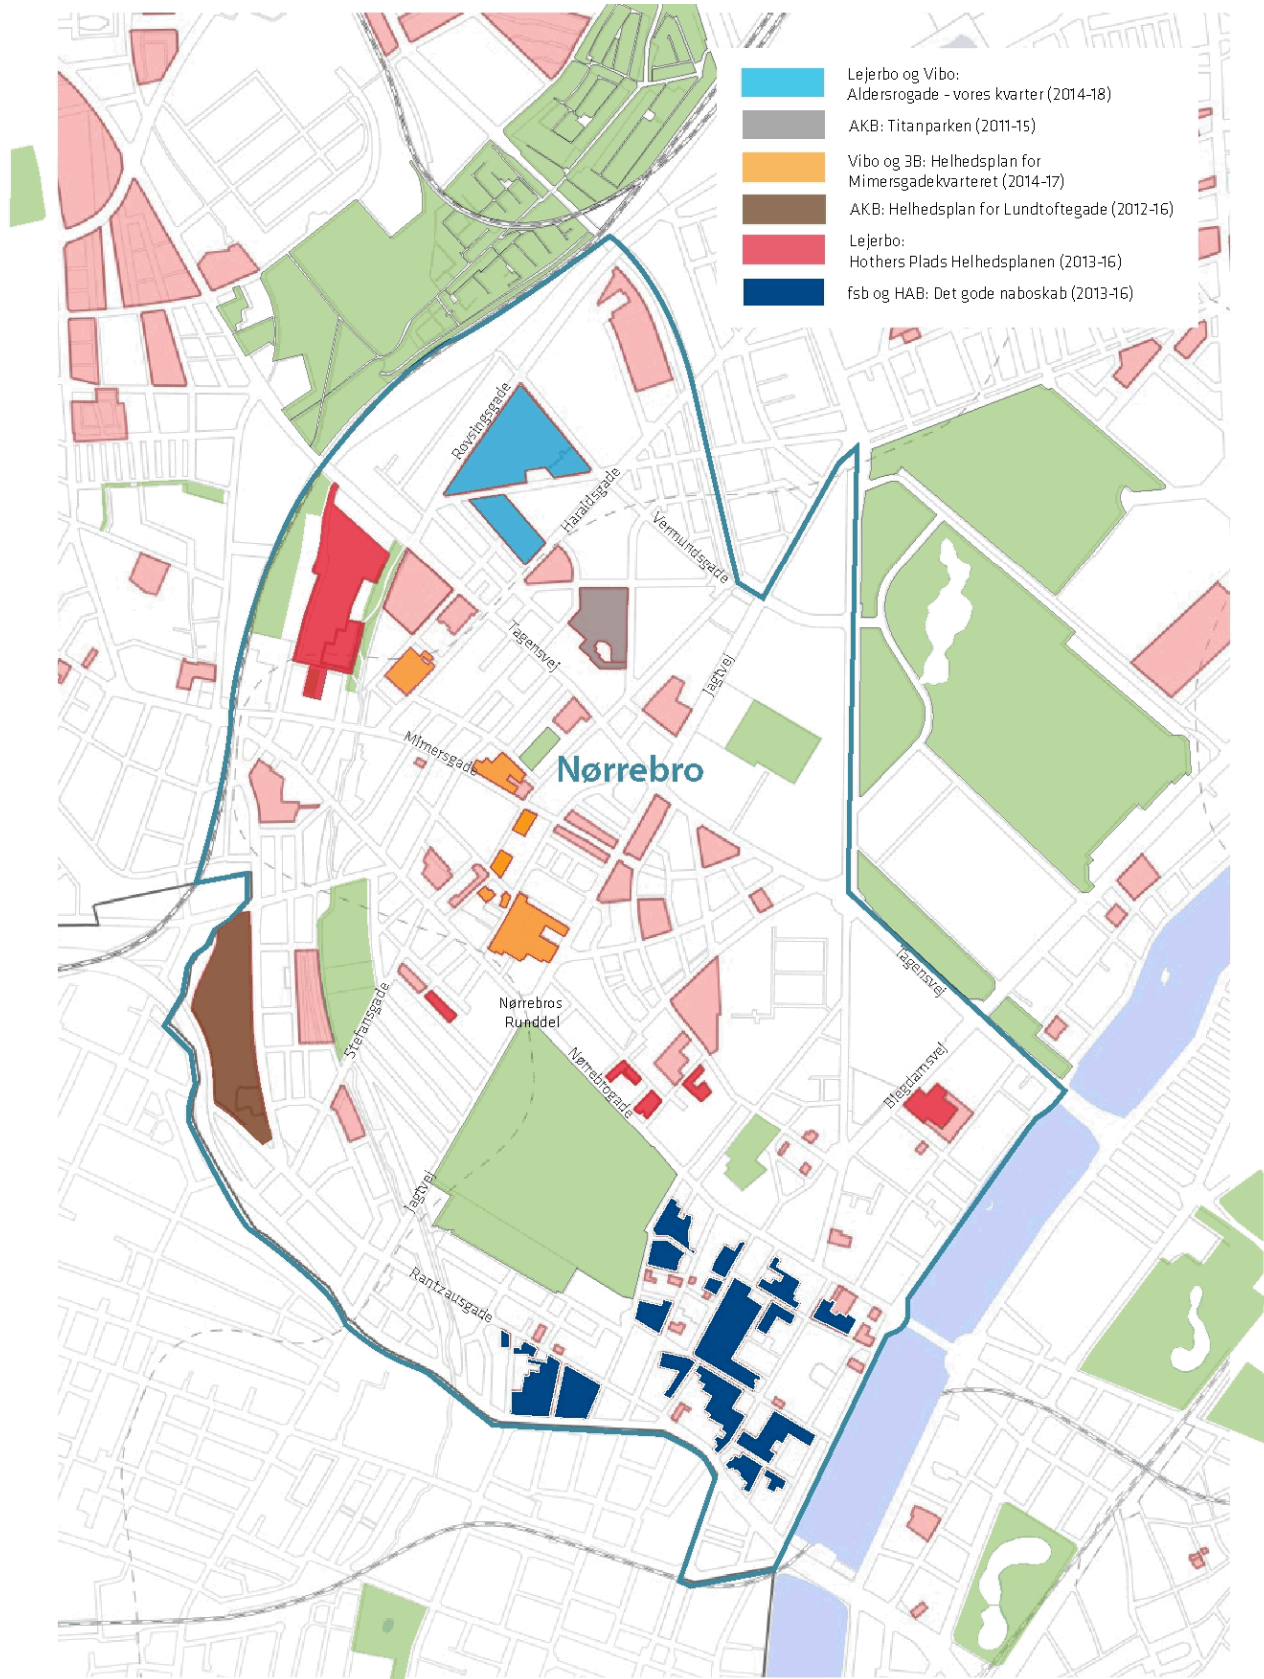 Lejerbo og Vibo:
Aldersrogade - vores kvarter (2014-18)
AKB: Titanparken (2011-15)
Vibo og 3B: Helhedsplan for
Mimersgadekvarteret (2014-17)
AKB: Helhedsplan for Lundtoftegade (2012-16)
Lejerbo:
Hothers Plads Helhedsplanen (2013-16)
fsb og HAB: Det gode naboskab (2013-16)
Rovsingsgade
Haraldsgade
Vermundsgade
Tagensvej
Jagtvej
Mimersgade
Nørrebro
Tagensvej
Stefansgade
Nørrebros
Runddel
Nørrebrogade
Blegdamsvej
Jagtvej
Rantzausgade